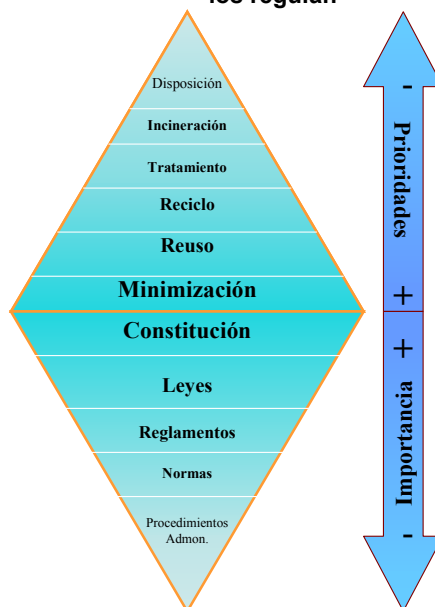 los regulan
Disposición
Incineración
Tratamiento
Reciclo
Reuso
Minimización
Constitución
Leyes
Reglamentos
Normas
Procedimientos
Admon.
- Prioridades +
+ Importancia -